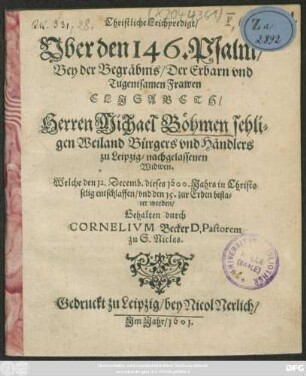 Christliche Leichpredigt/
Vber den 146. Psalm/
Bey der Begräbnis/Der Erbarn vnd
Tugentsamen Frawen
ELISABETH/
Herren Michael Böhmen sehli-
gen Weiland Bürgers vnd Händlers
zu Leipzig/nachgelassenen
Widwen.
Welche den 12. Decemb. dieses 1600. Jahrs in Christo
selig entschlaffen/vnd den 15. zur Erden bestat-
tet worden/
Gehalten durch
CORNELIVM Becker D, Pastorem
zu S. Niclas.
Gedruckt zu Leipzig/bey Nicol Nerlich/
Im Jahr/1601.
Za
2892